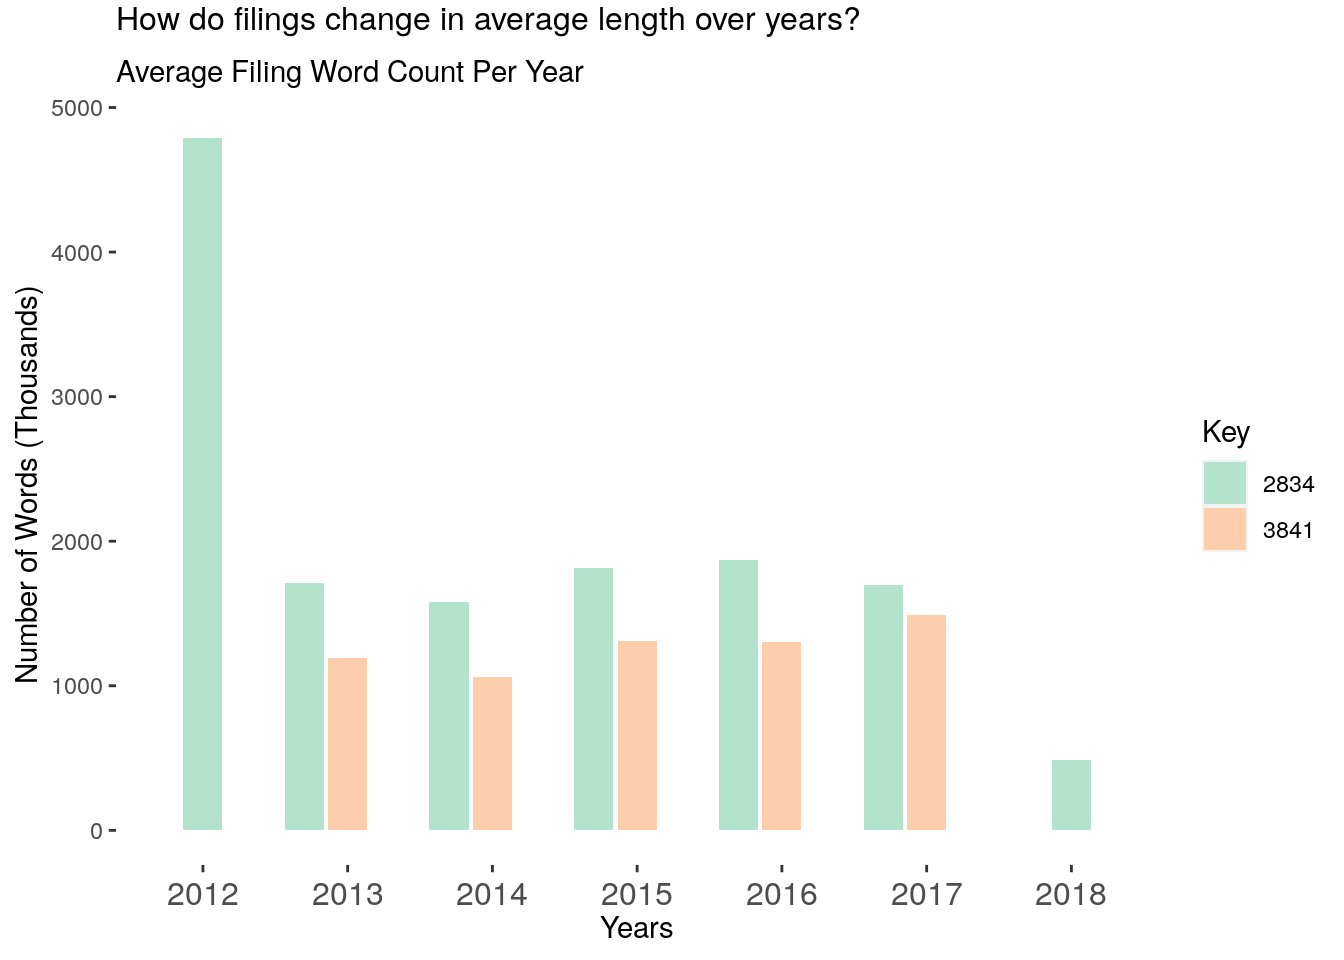 How do filings change in average length over years?
Average Filing Word Count Per Year
5000
4000
3000
2000
1000
0
Number of Words (Thousands)
2012 2013 2014 2015 2016 2017 2018
Years
Key
2834
3841